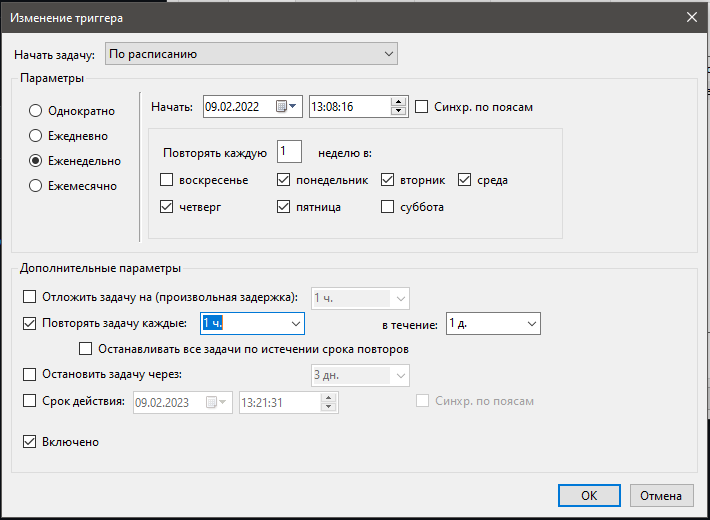 Изменение триггера
Начать задачу: По расписанию
Параметры
Однократно
Ежедневно
Еженедельно
Ежемесячно
Начать: 09.02.2022 13:08:16 Синхр. по поясам
Повторять каждую 1 неделю в:
воскресенье понедельник вторник среда
четверг пятница суббота
Дополнительные параметры
Отложить задачу на (произвольная задержка): 1 ч.
Повторять задачу каждые: 1 ч. в течение: 1 д.
Останавливать все задачи по истечении срока повторов
Остановить задачу через: 3 дн.
Срок действия: 09.02.2023 13:21:31 Синхр. по поясам
Включено
ОК Отмена